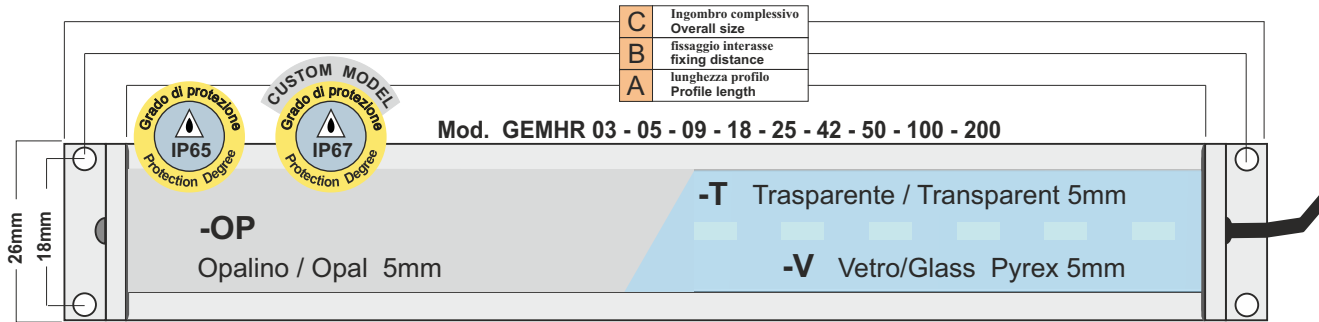 C Ingombro complessivo
Overall size
B fissaggio interasse
fixing distance
A lunghezza profilo
Profile length
CUSTOM MODEL
Grado di protezione
IP65
Protection Degree
Grado di protezione
IP67
Protection Degree
Mod. GEMHR 03 - 05 - 09 - 18 - 25 - 42 - 50 - 100 - 200
26mm
18mm
-OP
Opalino / Opal 5mm
-T Trasparente / Transparent 5mm
-V Vetro/Glass Pyrex 5mm